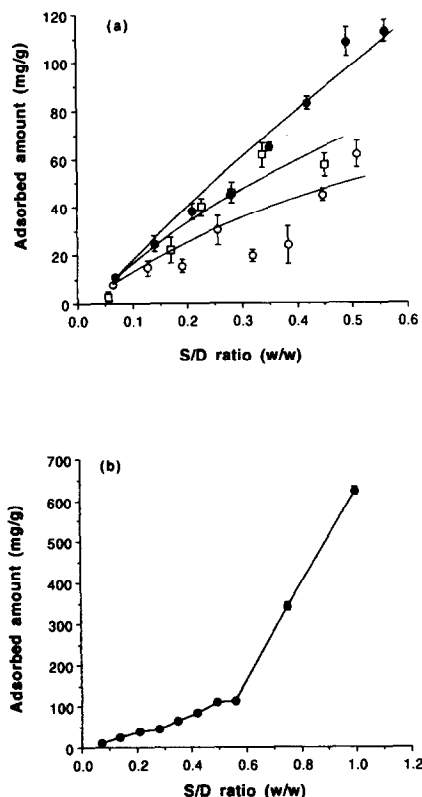 (a)
Adsorbed amount (mg/g)
120
100
80
60
40
20
0
0.0 0.1 0.2 0.3 0.4 0.5 0.6
S/D ratio (w/w)
(b)
Adsorbed amount (mg/g)
700
600
500
400
300
200
100
0.0
0.0 0.2 0.4 0.6 0.8 1.0 1.2
S/D ratio (w/w)